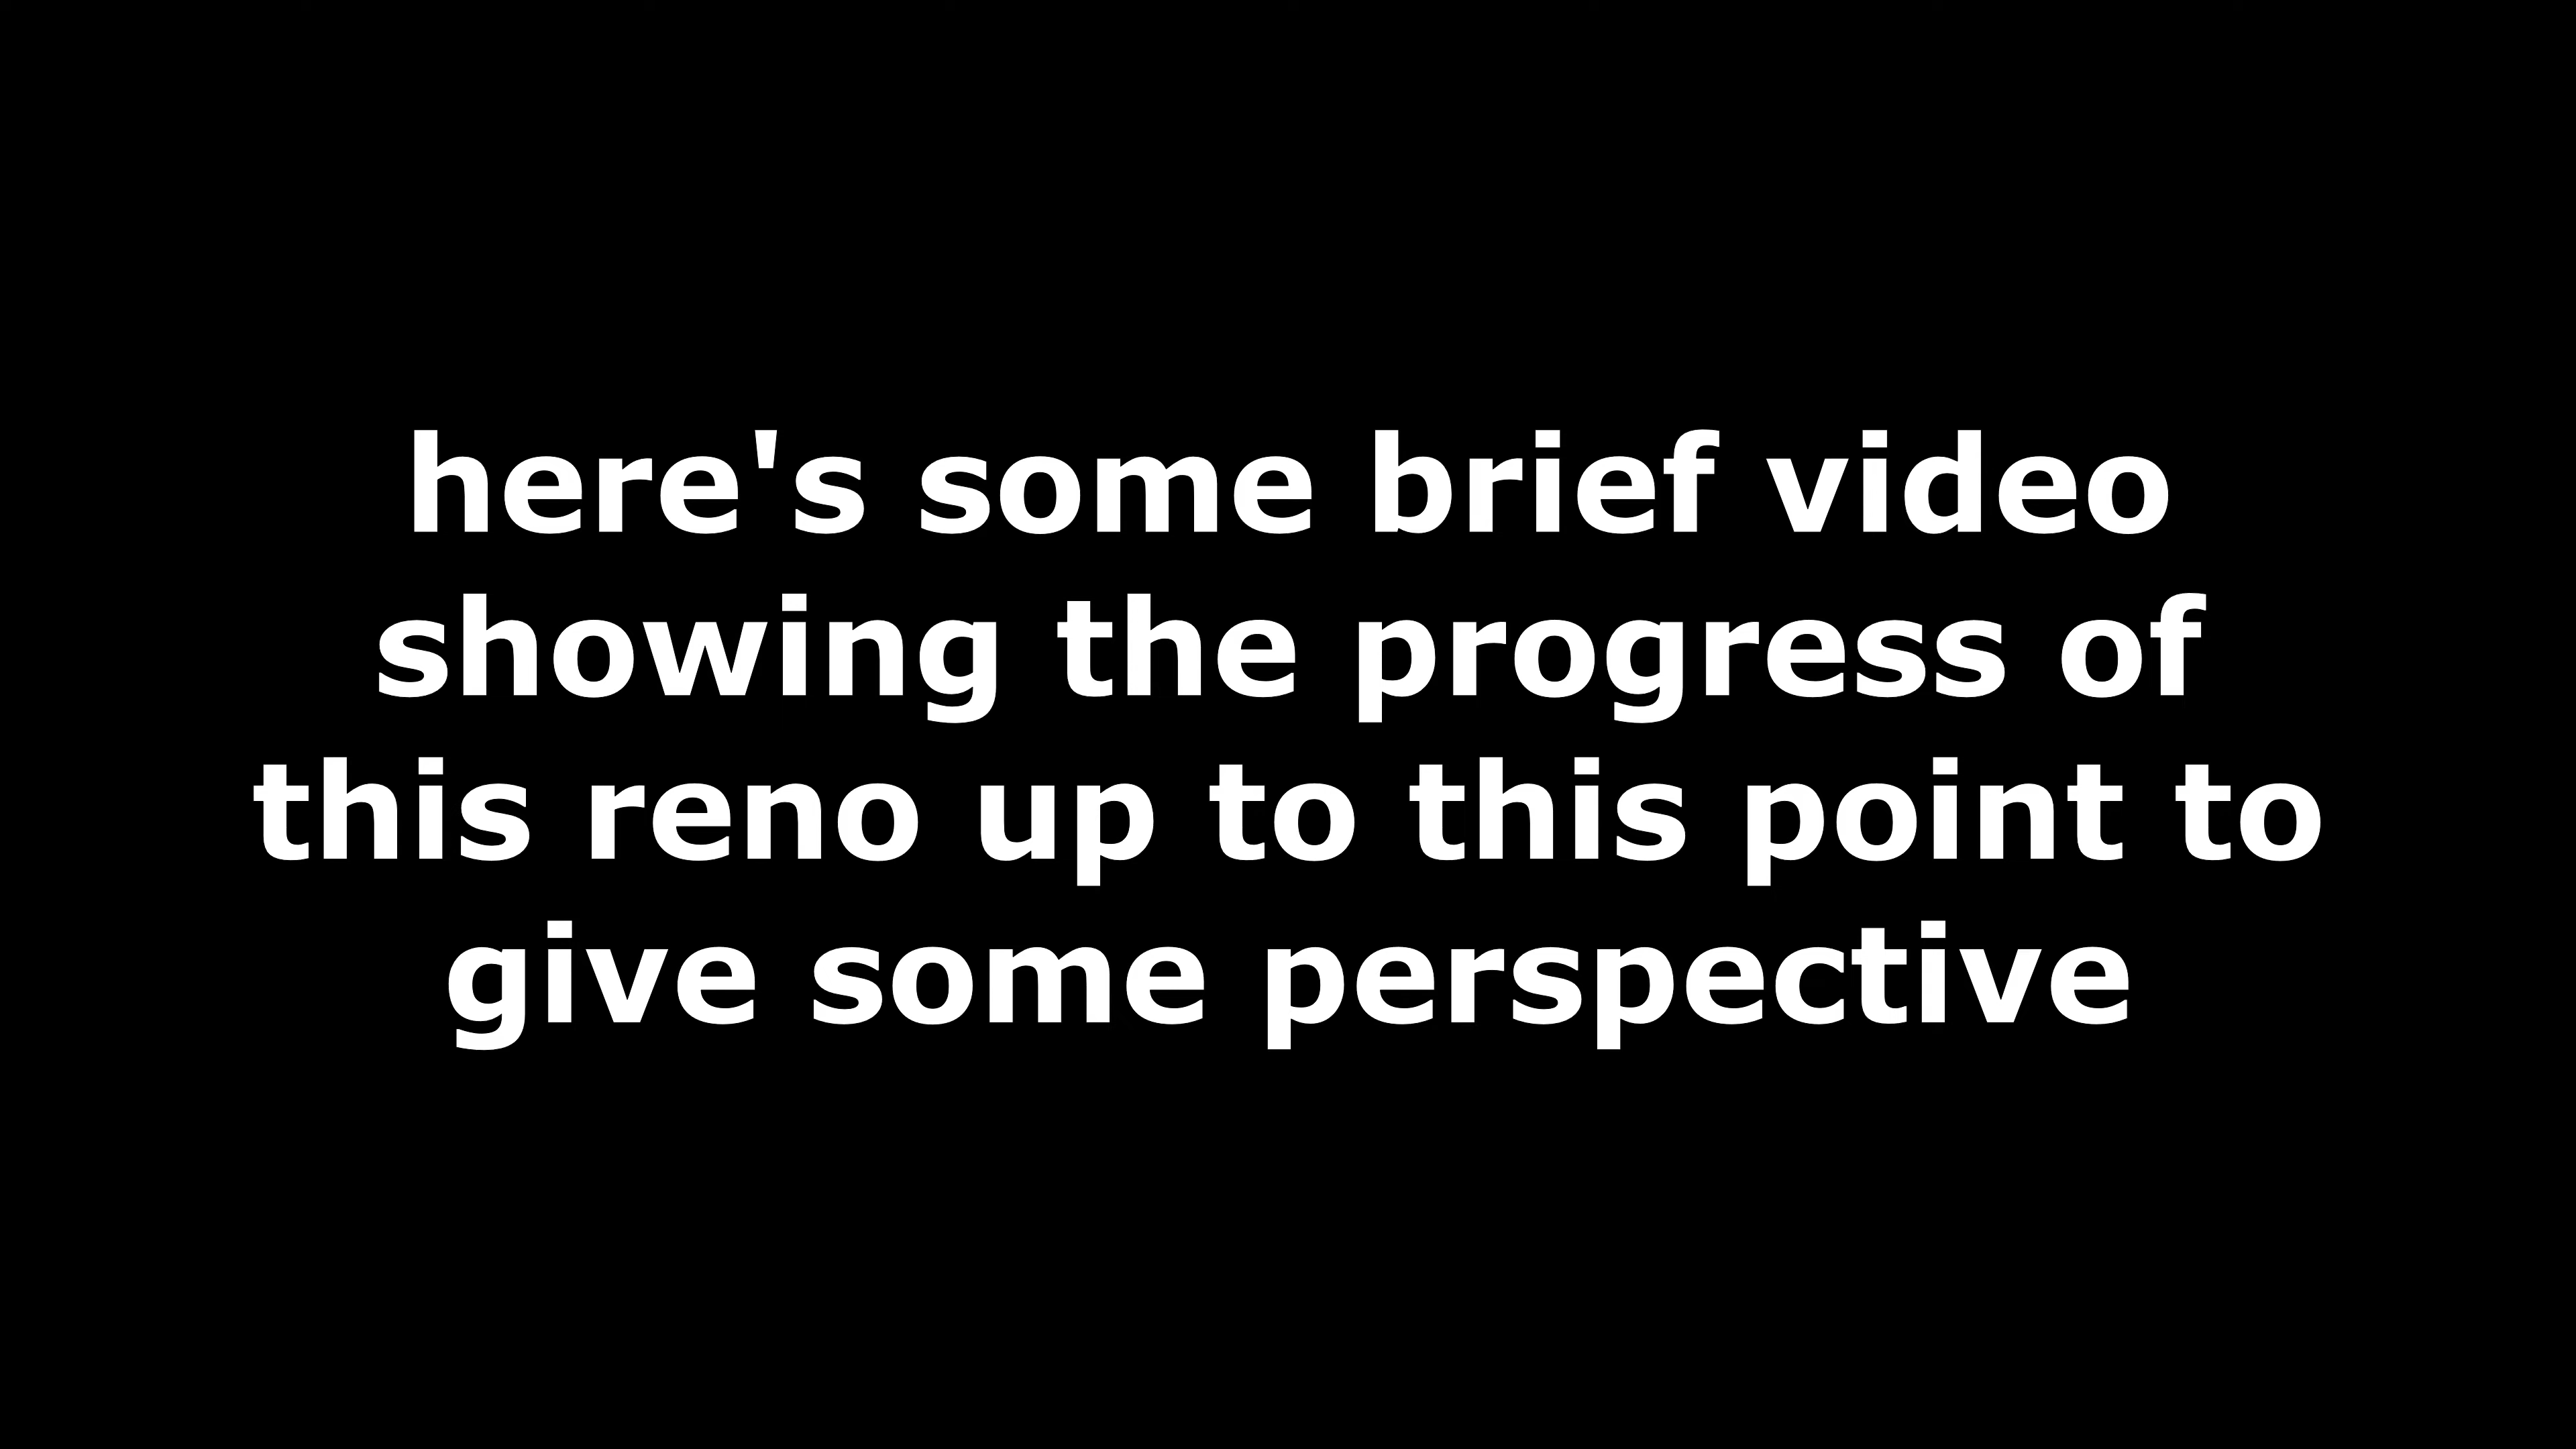 here's some brief video
showing the progress of
this reno up to this point to
give some perspective